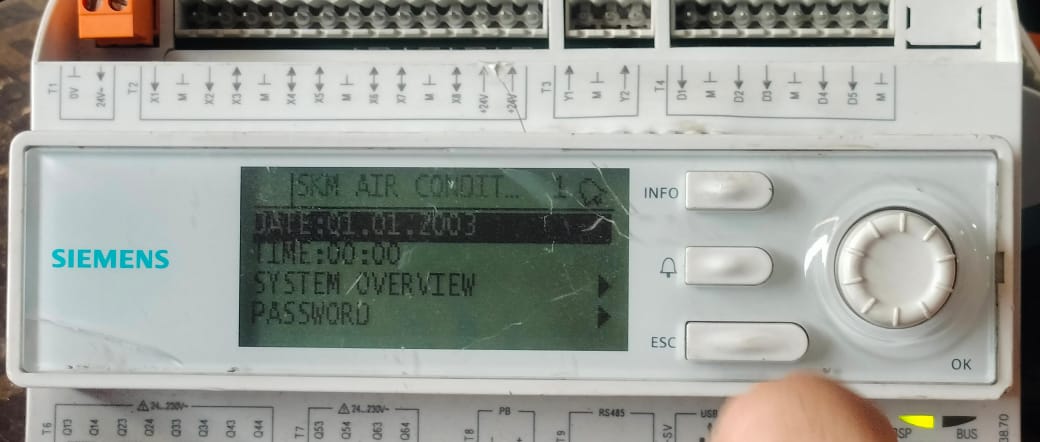 T1 0V 24V~ T2 X1 M X2 X3 M X4 X5 M X6 X7 M X8 +24V +24V T3 Y1 M Y2 T4 D1 M D2 D3 M D4 D5 M
SIEMENS
SKM AIR CONDIT... 1
DATE:01.01.2003
TIME:00:00
SYSTEM OVERVIEW
PASSWORD
INFO
ESC
OK
24...230V~ 24...230V~ PB RS485 USB
T6 Q13 Q14 Q23 Q24 Q33 Q34 Q43 Q44 T7 Q53 Q54 Q63 Q64 T8 T9 BSP BUS